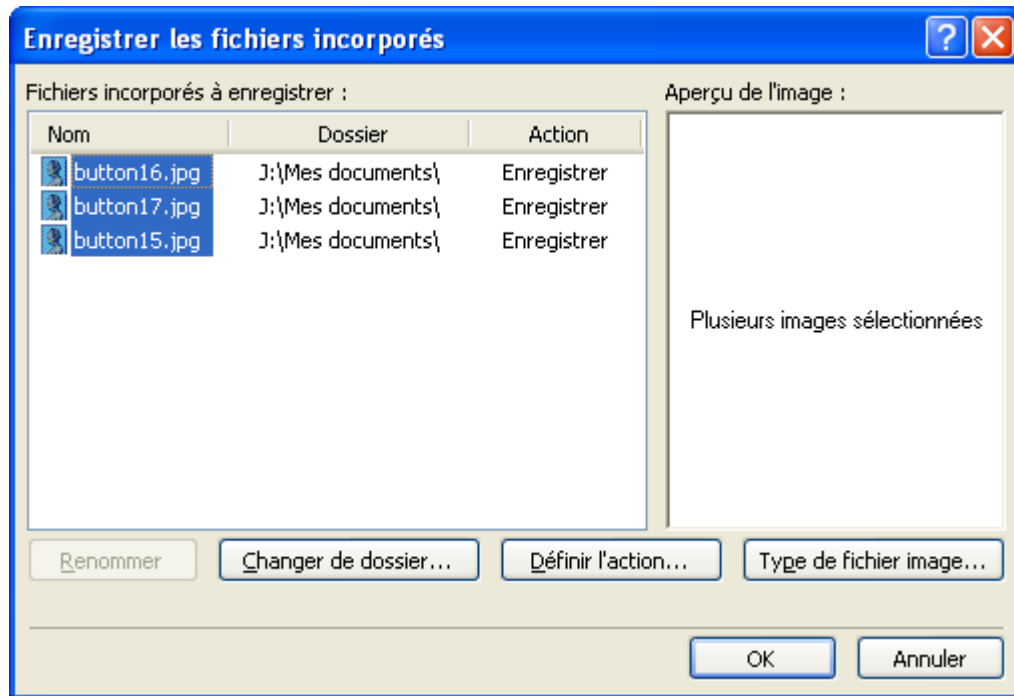 Enregistrer les fichiers incorporés
Fichiers incorporés à enregistrer :
Aperçu de l'image :
Nom Dossier Action
button16.jpg J:\Mes documents\ Enregistrer
button17.jpg J:\Mes documents\ Enregistrer
button15.jpg J:\Mes documents\ Enregistrer
Plusieurs images sélectionnées
Renommer Changer de dossier... Définir l'action... Type de fichier image...
OK Annuler